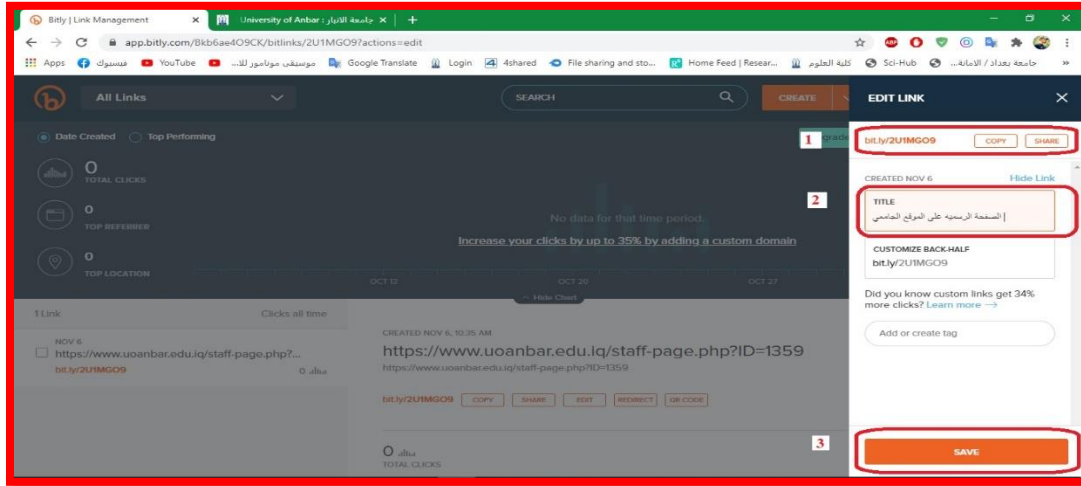 Bitly | Link Management
University of Anbar : جامعة الانبار
app.bitly.com/Bkb6ae4O9CK/bitlinks/2U1MGO9?actions=edit
Apps فيسبوك YouTube موسيقى مونامور للا... Google Translate Login 4shared File sharing and sto... Home Feed | Resear... كلية العلوم Sci-Hub جامعة بغداد / الامانة...
All Links
SEARCH
CREATE
EDIT LINK
Date Created Top Performing
1
bit.ly/2U1MGO9 COPY SHARE
0
TOTAL CLICKS
CREATED NOV 6 Hide Link
2
TITLE
الصفحة الرسميه على الموقع الجامعي
0
TOP REFERRER
No data for that time period.
Increase your clicks by up to 35% by adding a custom domain
CUSTOMIZE BACK-HALF
bit.ly/2U1MGO9
0
TOP LOCATION
OCT 13 OCT 20 OCT 27
Hide Chart
Did you know custom links get 34%
more clicks? Learn more →
Add or create tag
1 Link Clicks all time
NOV 6
https://www.uoanbar.edu.iq/staff-page.php?...
bit.ly/2U1MGO9 0
CREATED NOV 6, 10:35 AM
https://www.uoanbar.edu.iq/staff-page.php?ID=1359
https://www.uoanbar.edu.iq/staff-page.php?ID=1359
bit.ly/2U1MGO9 COPY SHARE EDIT REDIRECT QR CODE
0
TOTAL CLICKS
3
SAVE